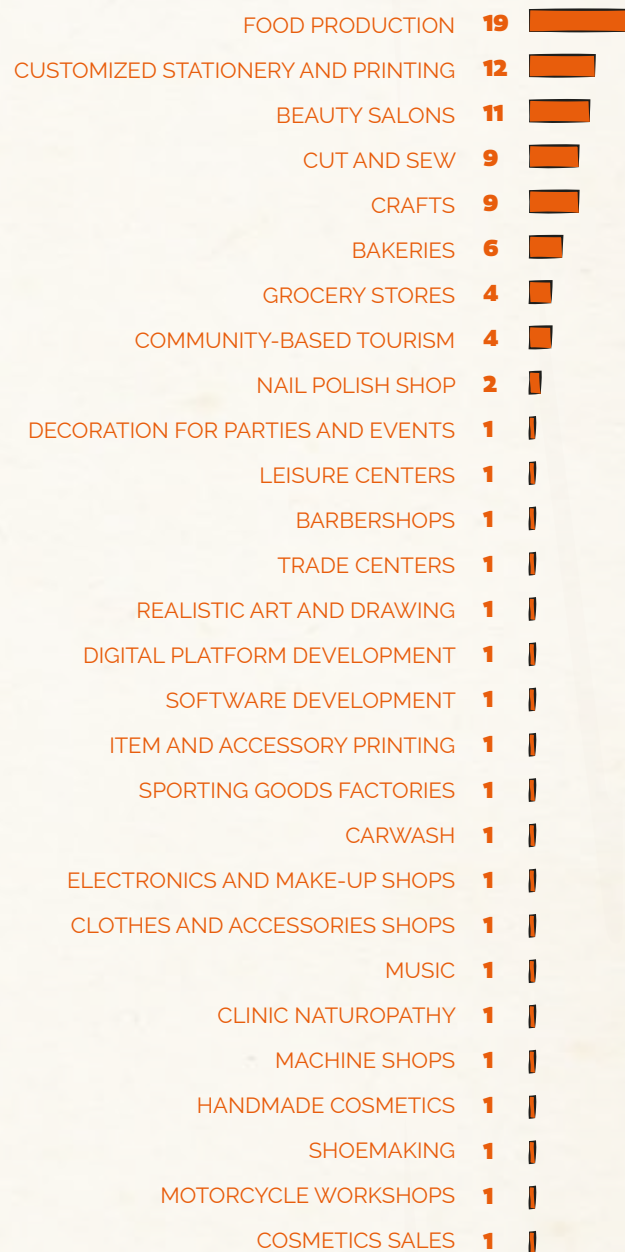 FOOD PRODUCTION 19
CUSTOMIZED STATIONERY AND PRINTING 12
BEAUTY SALONS 11
CUT AND SEW 9
CRAFTS 9
BAKERIES 6
GROCERY STORES 4
COMMUNITY-BASED TOURISM 4
NAIL POLISH SHOP 2
DECORATION FOR PARTIES AND EVENTS 1
LEISURE CENTERS 1
BARBERSHOPS 1
TRADE CENTERS 1
REALISTIC ART AND DRAWING 1
DIGITAL PLATFORM DEVELOPMENT 1
SOFTWARE DEVELOPMENT 1
ITEM AND ACCESSORY PRINTING 1
SPORTING GOODS FACTORIES 1
CARWASH 1
ELECTRONICS AND MAKE-UP SHOPS 1
CLOTHES AND ACCESSORIES SHOPS 1
MUSIC 1
CLINIC NATUROPATHY 1
MACHINE SHOPS 1
HANDMADE COSMETICS 1
SHOEMAKING 1
MOTORCYCLE WORKSHOPS 1
COSMETICS SALES 1